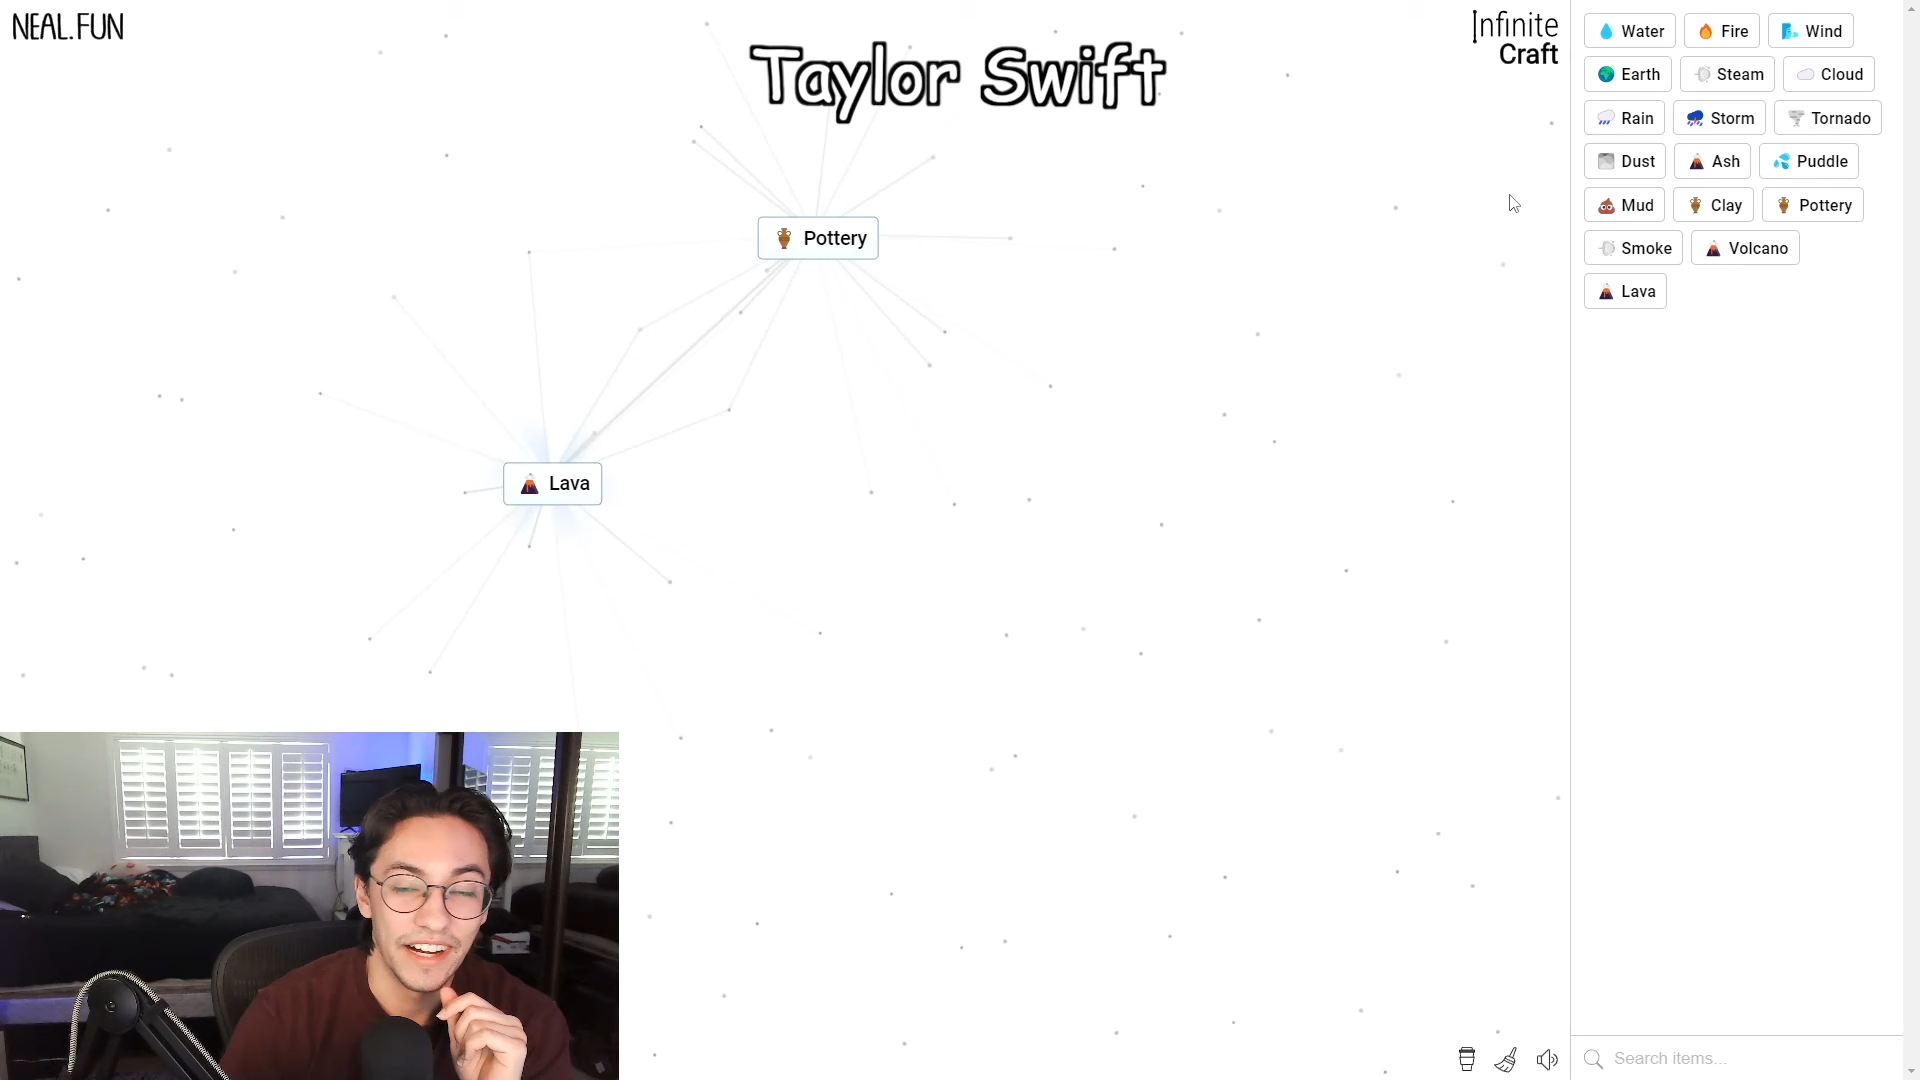 NEAL.FUN
Taylor Swift
Infinite
Craft
Pottery
Lava
Water
Fire
Wind
Earth
Steam
Cloud
Rain
Storm
Tornado
Dust
Ash
Puddle
Mud
Clay
Pottery
Smoke
Volcano
Lava
Search items...